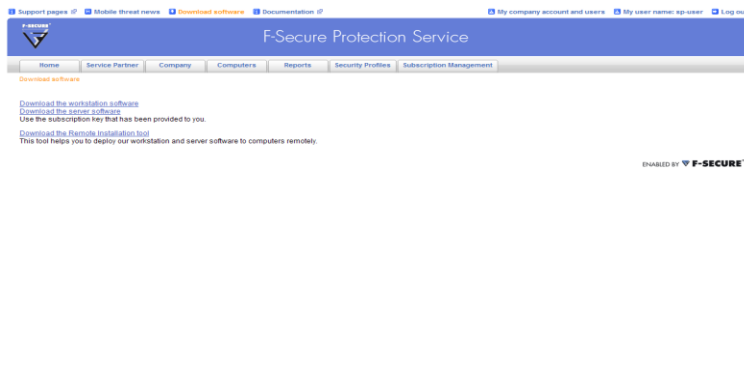 Support pages
Mobile threat news
Download software
Documentation
My company account and users
My user name: sp-user
Log ou
F-SECURE
F-Secure Protection Service
Home
Service Partner
Company
Computers
Reports
Security Profiles
Subscription Management
Download software
Download the workstation software
Download the server software
Use the subscription key that has been provided to you.
Download the Remote Installation tool
This tool helps you to deploy our workstation and server software to computers remotely.
ENABLED BY F-SECURE